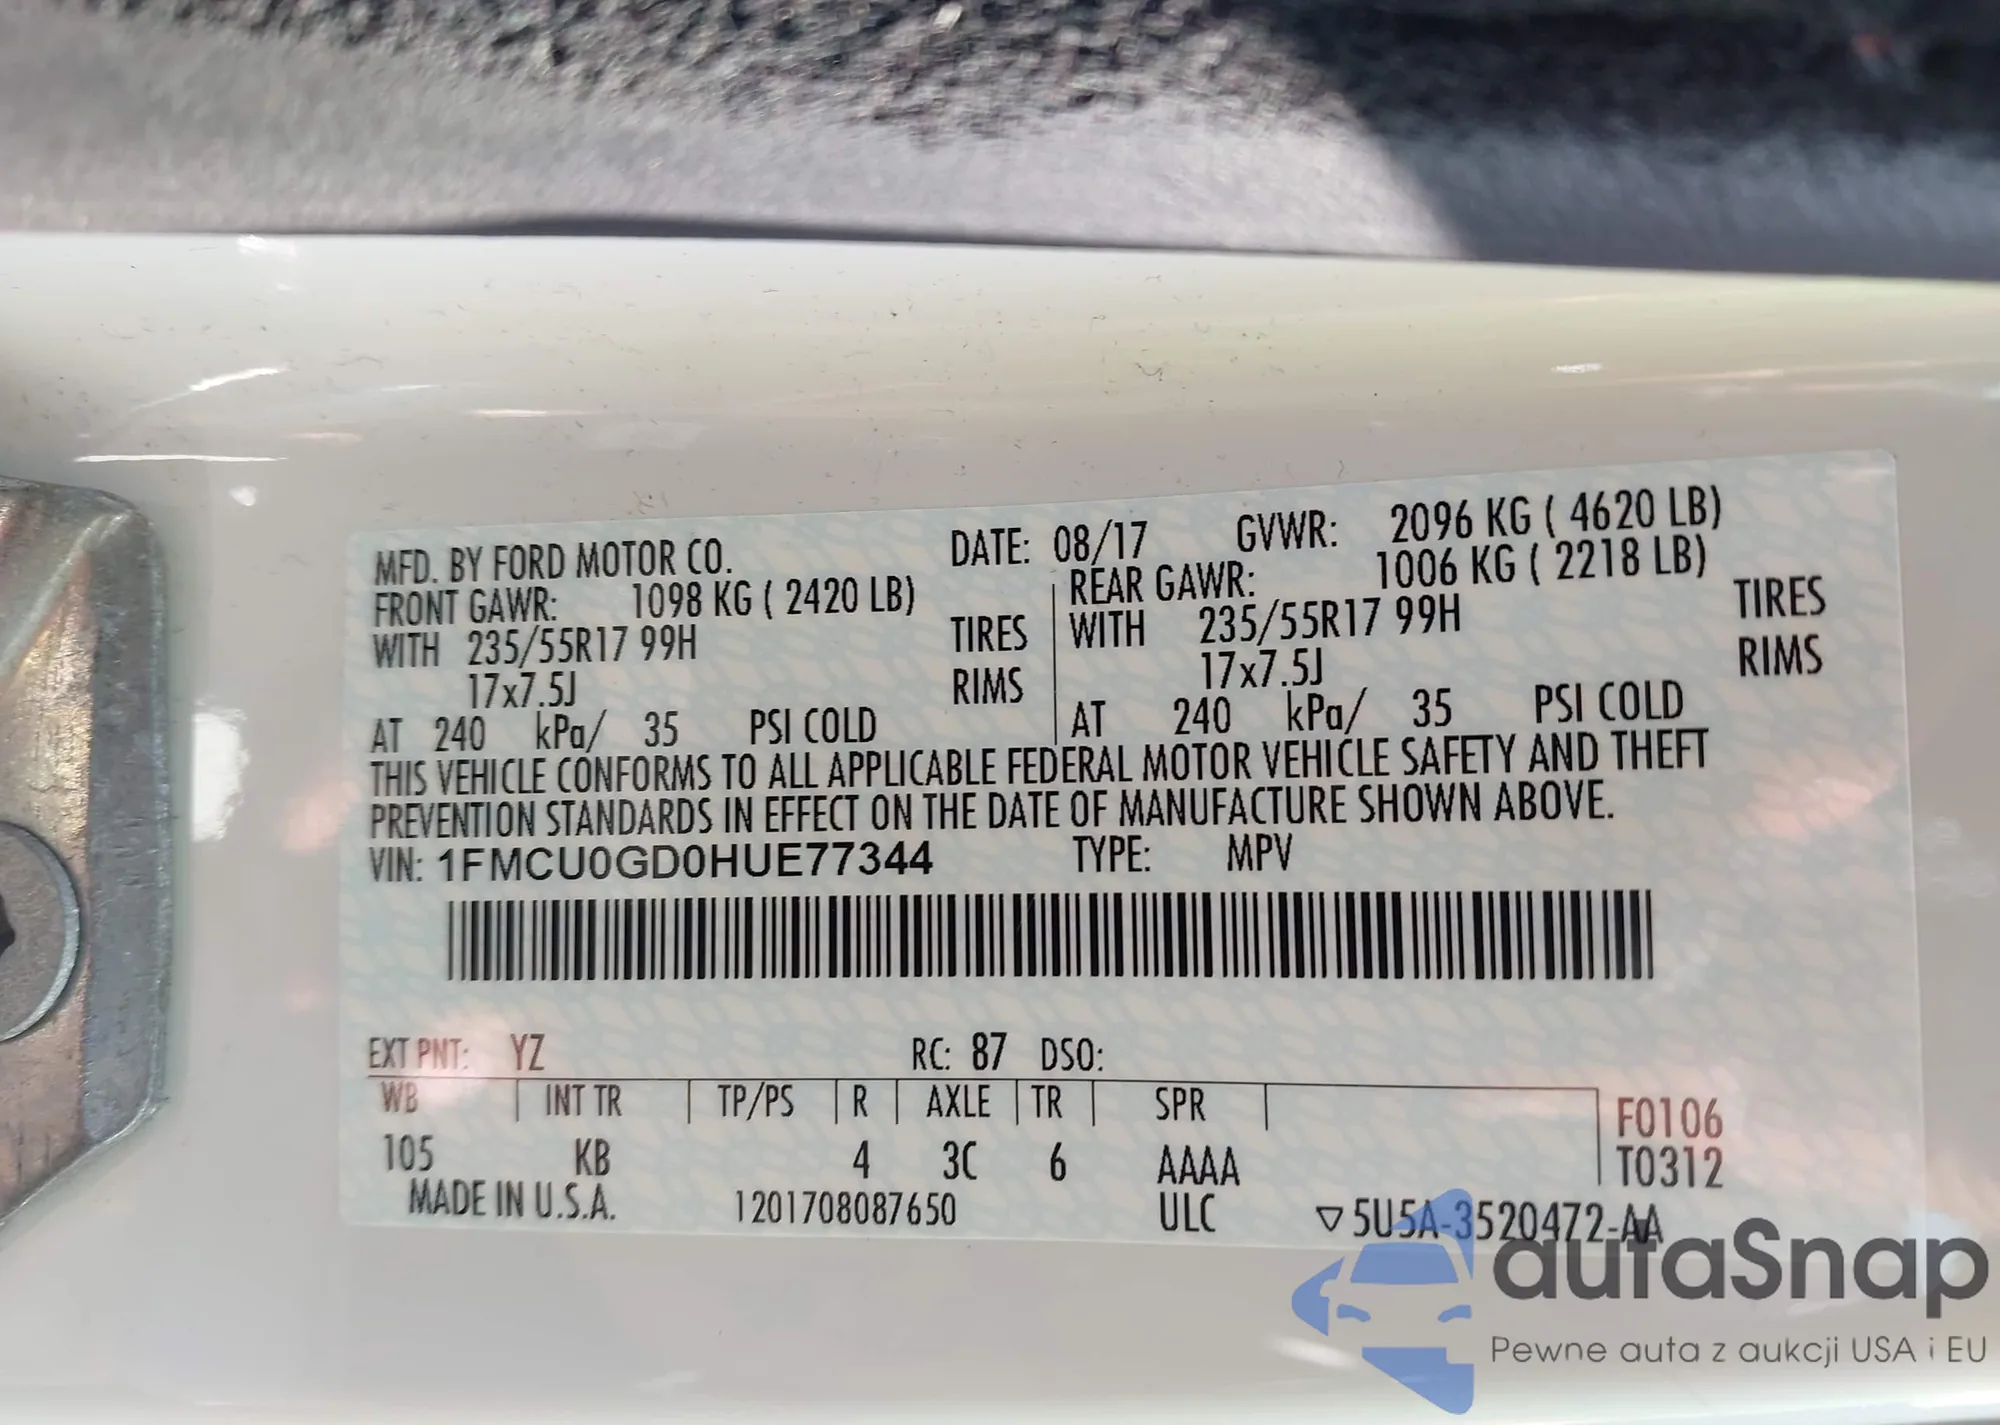 MFD. BY FORD MOTOR CO. DATE: 08/17 GVWR: 2096 KG ( 4620 LB)
FRONT GAWR: 1098 KG ( 2420 LB) REAR GAWR: 1006 KG ( 2218 LB)
WITH 235/55R17 99H TIRES WITH 235/55R17 99H TIRES
17x7.5J RIMS 17x7.5J RIMS
AT 240 kPa/ 35 PSI COLD AT 240 kPa/ 35 PSI COLD
THIS VEHICLE CONFORMS TO ALL APPLICABLE FEDERAL MOTOR VEHICLE SAFETY AND THEFT
PREVENTION STANDARDS IN EFFECT ON THE DATE OF MANUFACTURE SHOWN ABOVE.
VIN: 1FMCU0GD0HUE77344 TYPE: MPV
EXT PNT: YZ RC: 87 DSO:
WB INT TR TP/PS R AXLE TR SPR F0106
105 KB 4 3C 6 AAAA T0312
MADE IN U.S.A. 1201708087650 ULC ▽5U5A-3520472-AA
autaSnap
Pewne auta z aukcji USA i EU